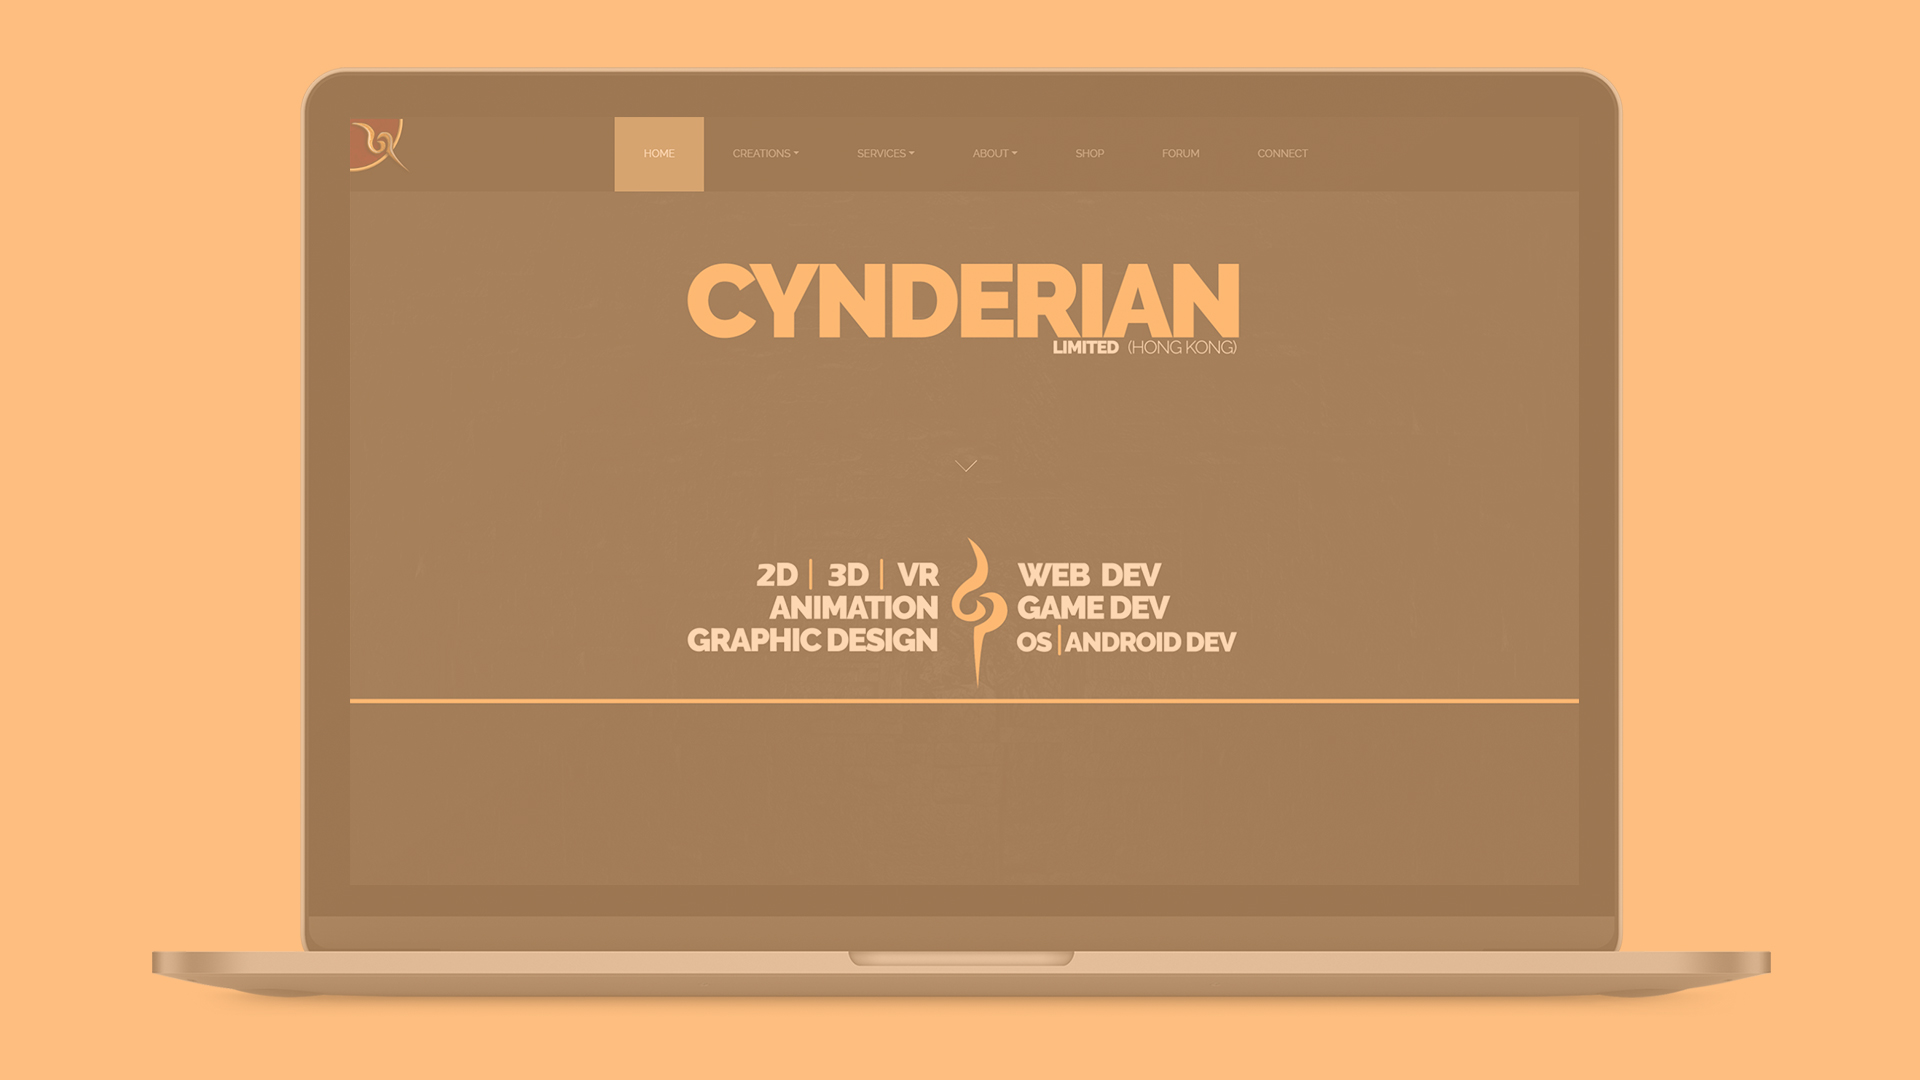 HOME CREATIONS SERVICES ABOUT SHOP FORUM CONNECT
CYNDERIAN
LIMITED (HONG KONG)
2D | 3D | VR
ANIMATION
GRAPHIC DESIGN
WEB DEV
GAME DEV
OS | ANDROID DEV